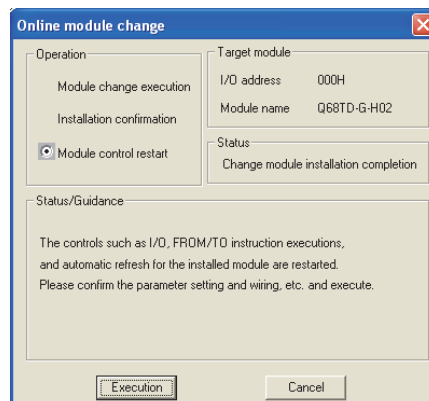 Online module change
Operation
Module change execution
Installation confirmation
Module control restart
Target module
I/O address 000H
Module name Q68TD-G-H02
Status
Change module installation completion
Status/Guidance
The controls such as I/O, FROM/TO instruction executions,
and automatic refresh for the installed module are restarted.
Please confirm the parameter setting and wiring, etc. and execute.
Execution Cancel